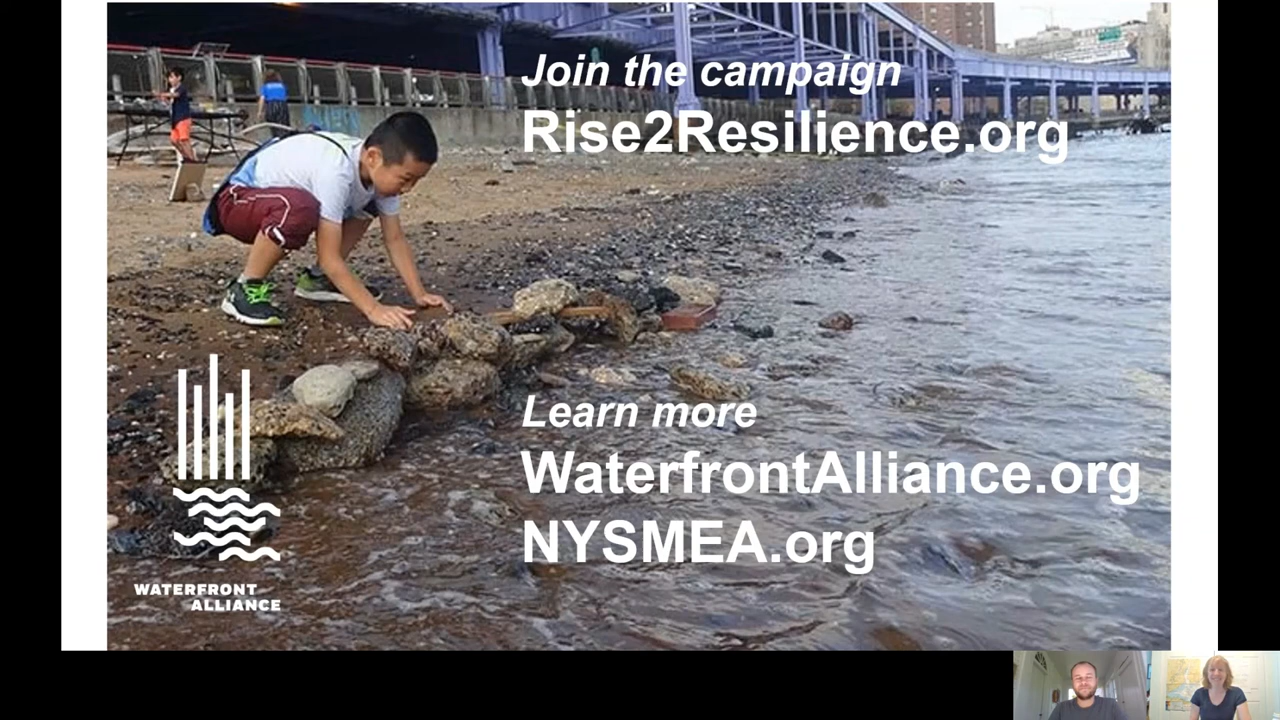 Join the campaign
Rise2Resilience.org
Learn more
WaterfrontAlliance.org
NYSMEA.org
WATERFRONT
ALLIANCE